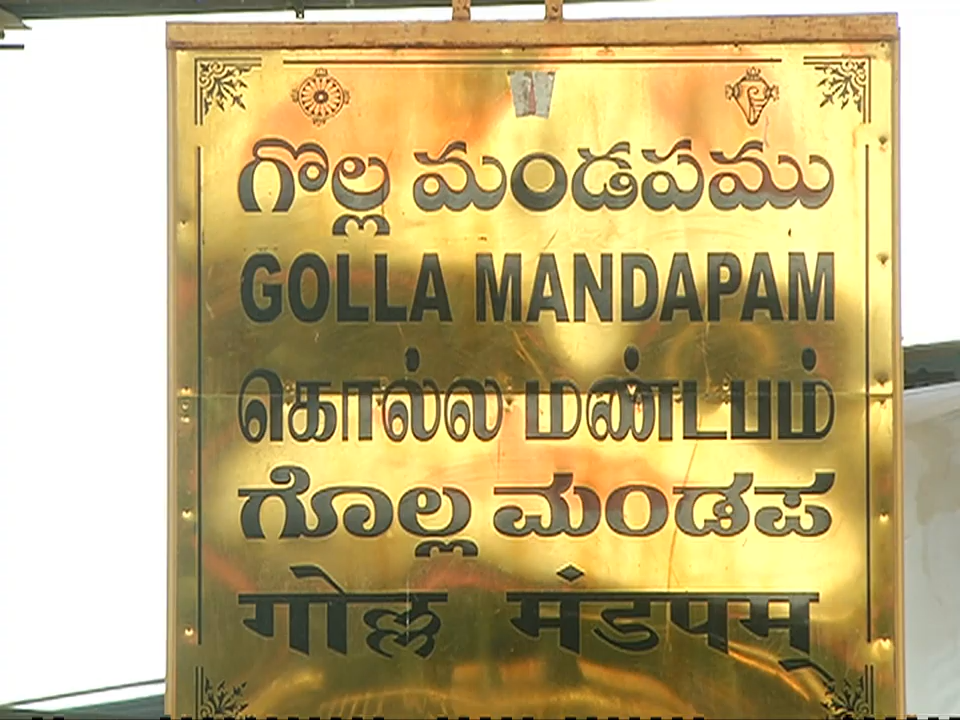 గొల్ల మండపము
GOLLA MANDAPAM
கொல்ல மண்டபம்
ಗೊಲ್ಲ ಮಂಡಪ
गोल्ल मंडपम्